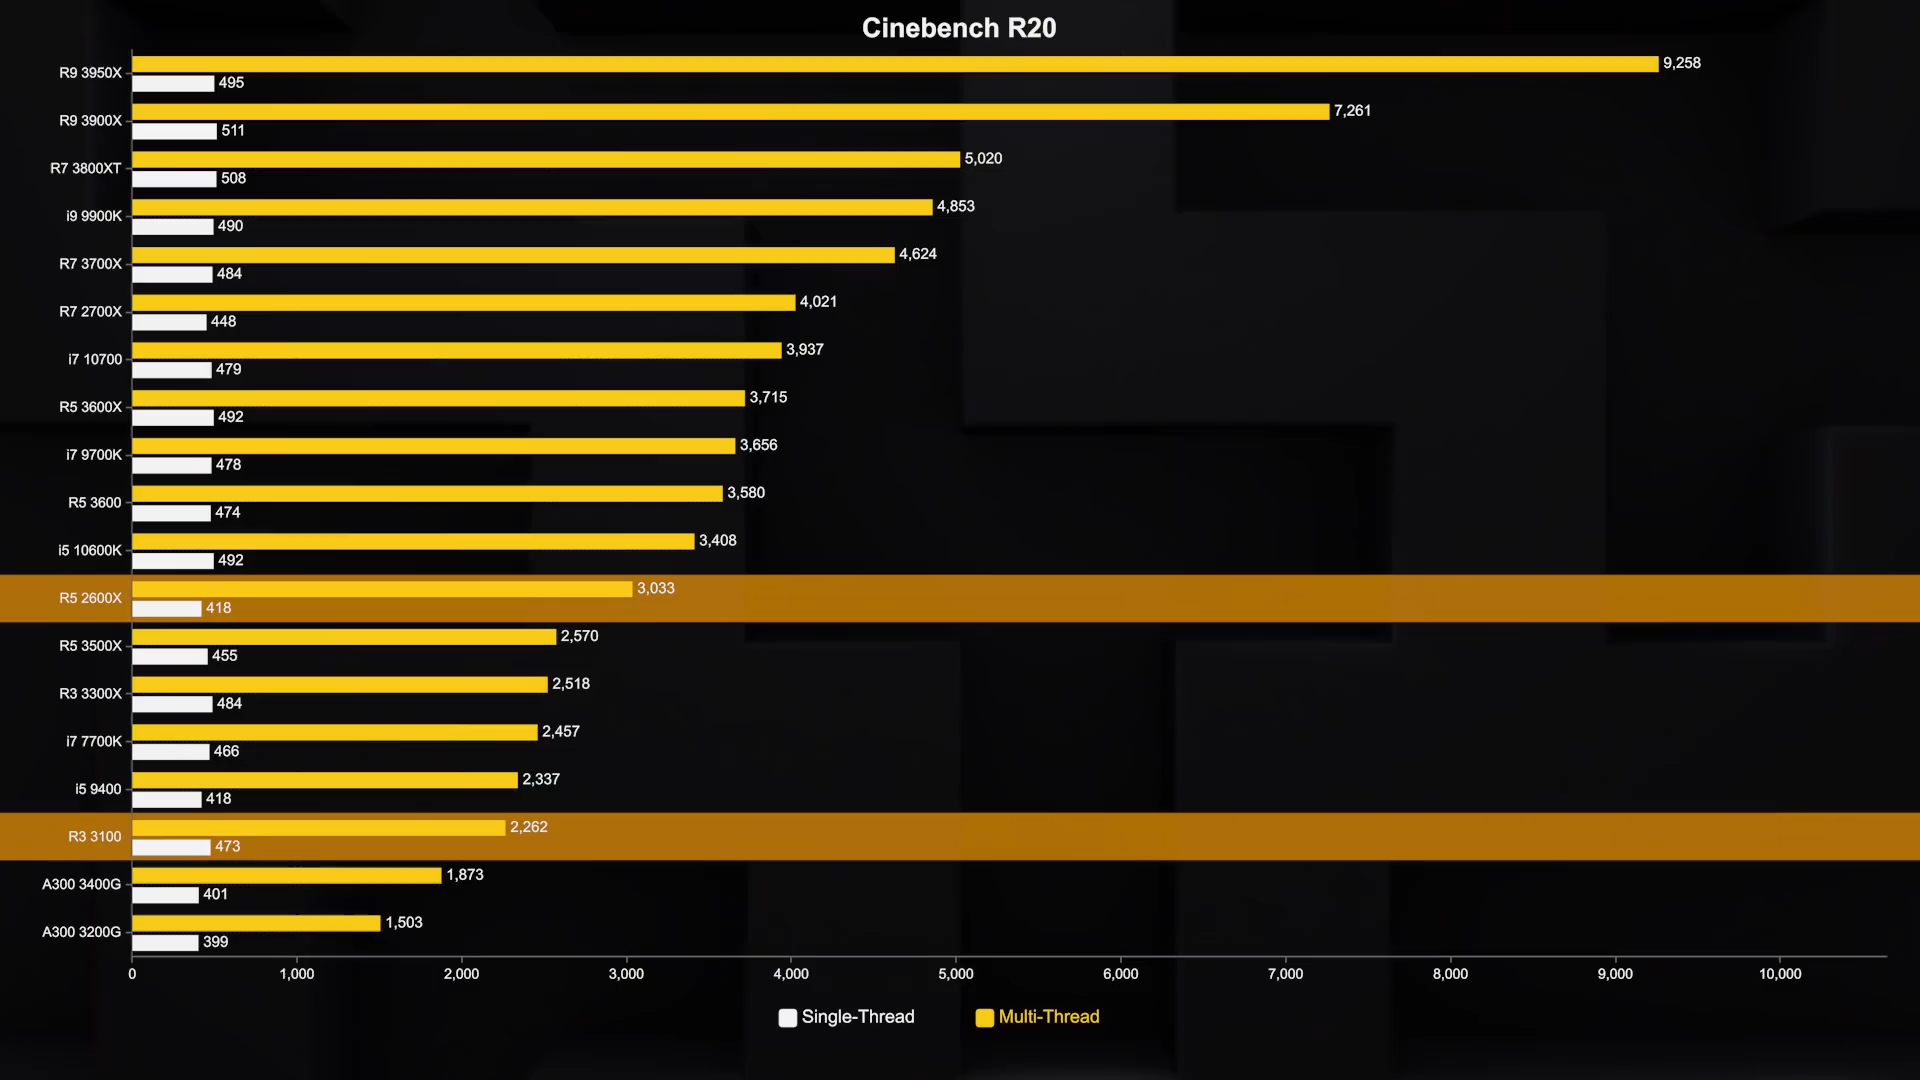 Cinebench R20
R9 3950X
9,258
495
R9 3900X
7,261
511
R7 3800XT
5,020
508
i9 9900K
4,853
490
R7 3700X
4,624
484
R7 2700X
4,021
448
i7 10700
3,937
479
R5 3600X
3,715
492
i7 9700K
3,656
478
R5 3600
3,580
474
i5 10600K
3,408
492
R5 2600X
3,033
418
R5 3500X
2,570
455
R3 3300X
2,518
484
i7 7700K
2,457
466
i5 9400
2,337
418
R3 3100
2,262
473
A300 3400G
1,873
401
A300 3200G
1,503
399
0 1,000 2,000 3,000 4,000 5,000 6,000 7,000 8,000 9,000 10,000
Single-Thread Multi-Thread